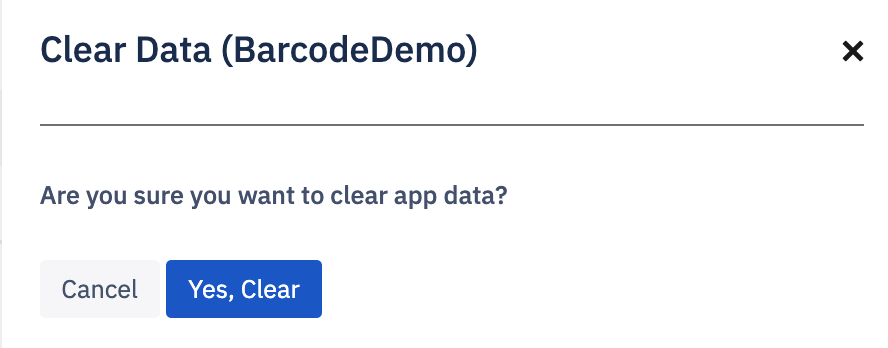 Clear Data (BarcodeDemo)
Are you sure you want to clear app data?
Cancel
Yes, Clear